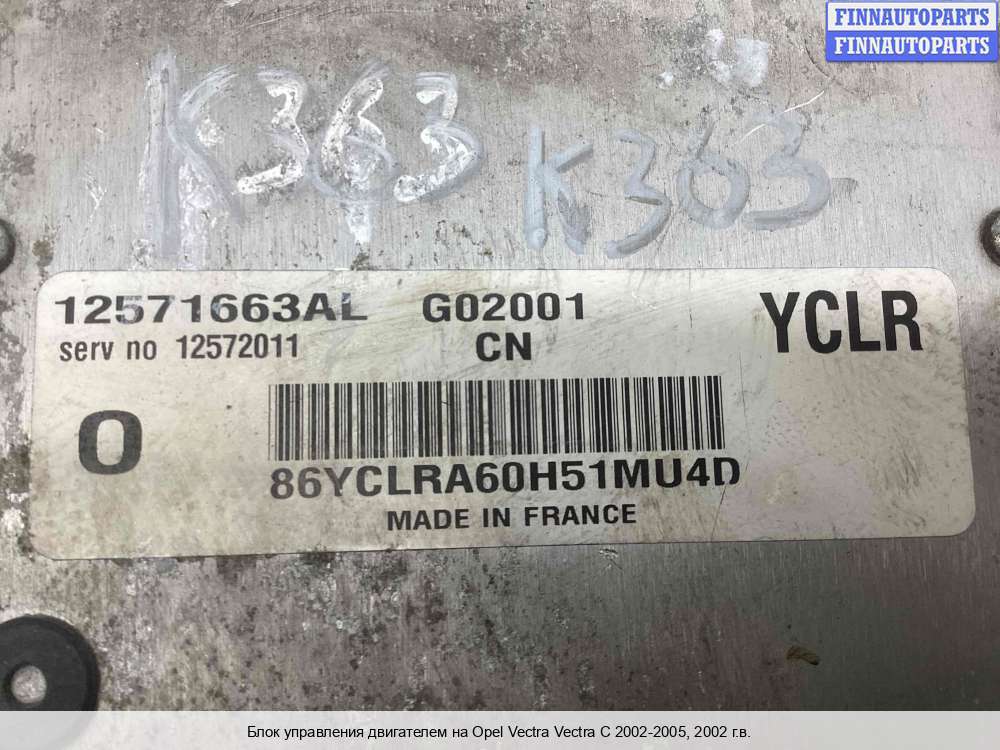 FINNAUTOPARTS
FINNAUTOPARTS
K363
K363
12571663AL G02001 YCLR
serv no 12572011 CN
O
86YCLRA60H51MU4D
MADE IN FRANCE
Блок управления двигателем на Opel Vectra Vectra C 2002-2005, 2002 г.в.